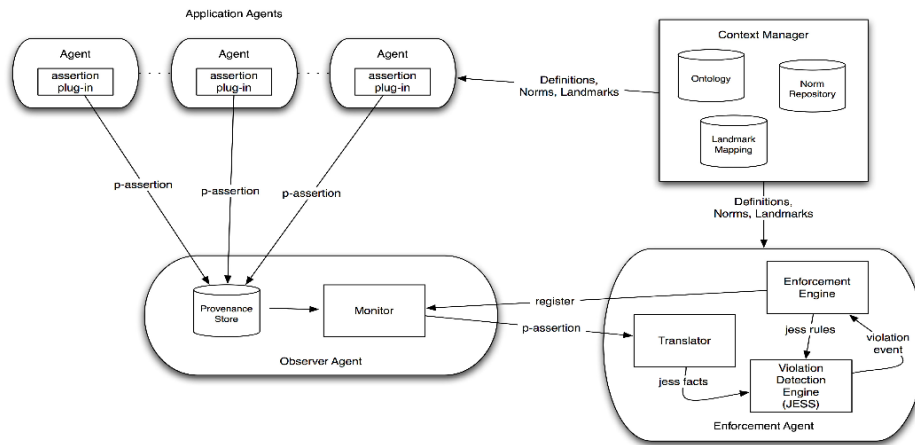 Application Agents
Agent
assertion
plug-in
Agent
assertion
plug-in
Agent
assertion
plug-in
Definitions,
Norms, Landmarks
Context Manager
Ontology
Norm
Repository
Landmark
Mapping
p-assertion
p-assertion
p-assertion
Definitions,
Norms, Landmarks
Provenance
Store
Monitor
Observer Agent
register
p-assertion
Enforcement
Engine
Translator
jess rules
violation
event
jess facts
Violation
Detection
Engine
(JESS)
Enforcement Agent